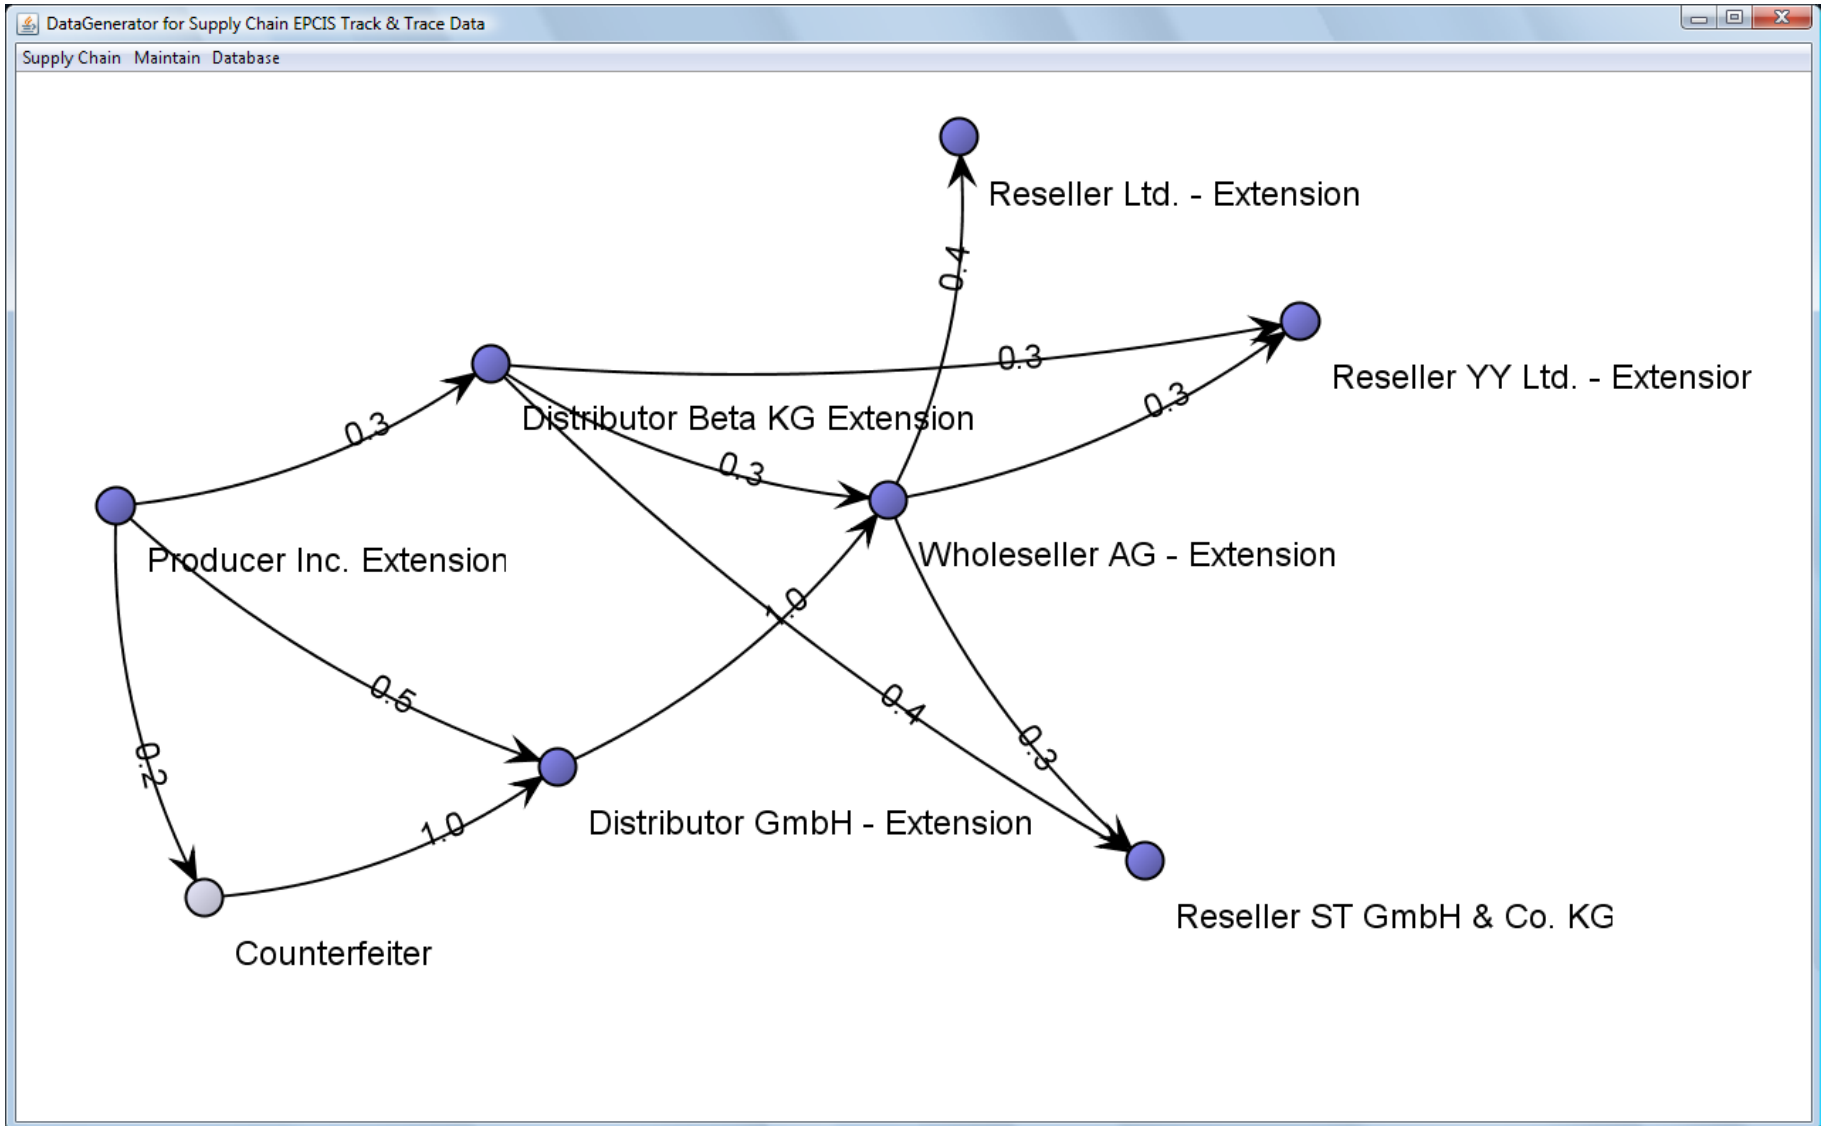 DataGenerator for Supply Chain EPCIS Track & Trace Data
Supply Chain Maintain Database
Reseller Ltd. - Extension
0.4
0.3
Reseller YY Ltd. - Extensior
0.3
Distributor Beta KG Extension
0.3
0.3
Producer Inc. Extension
Wholeseller AG - Extension
1.0
0.5
0.4
0.3
0.2
Distributor GmbH - Extension
1.0
Reseller ST GmbH & Co. KG
Counterfeiter